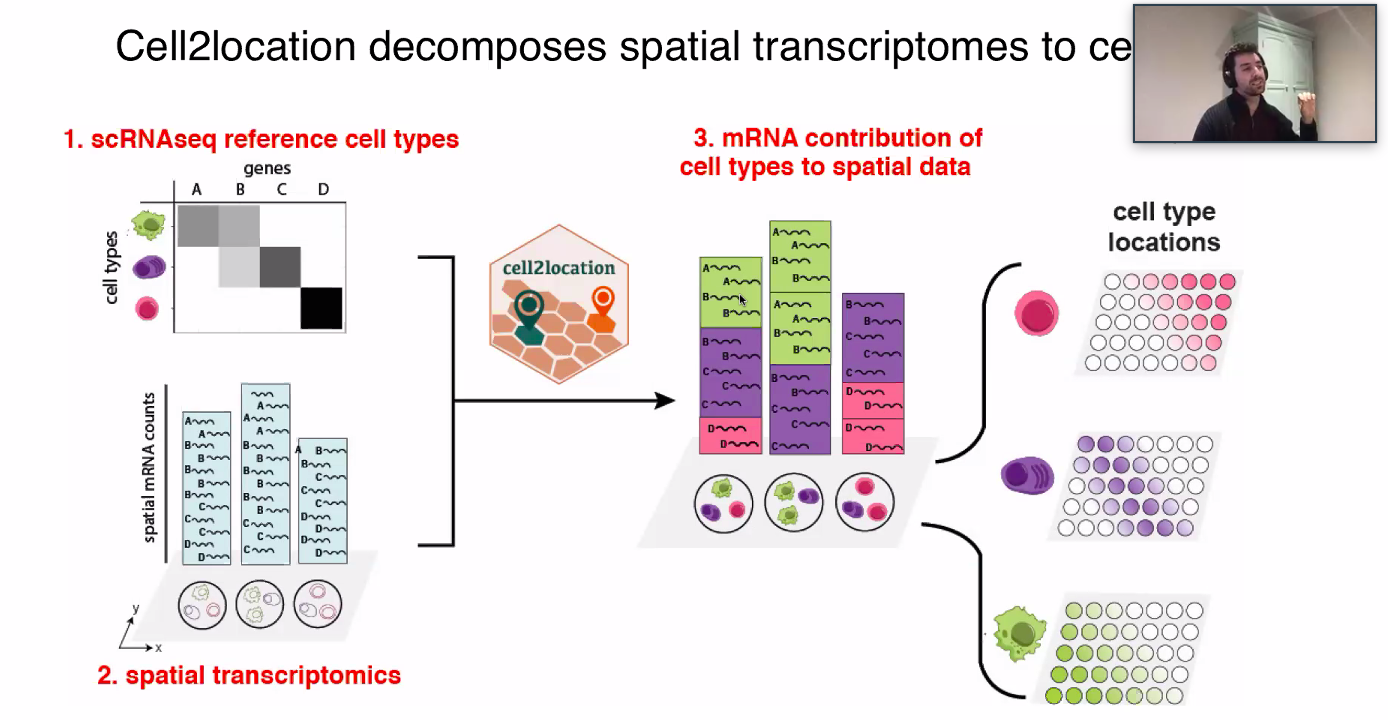 Cell2location decomposes spatial transcriptomes to ce
1. scRNAseq reference cell types
genes
A B C D
cell types
spatial mRNA counts
A
A A
B A
B B
B B
B B
B B
C B
C C
C C
D C
D
A B
B
C
C
C
D
D
D
D
y
x
2. spatial transcriptomics
cell2location
3. mRNA contribution of
cell types to spatial data
A
A
B
B
B
B
C
C
C
D
D
A
A
B
B
A
A
B
B
B
B
C
C
C
B
B
C
C
C
D
D
D
D
cell type
locations